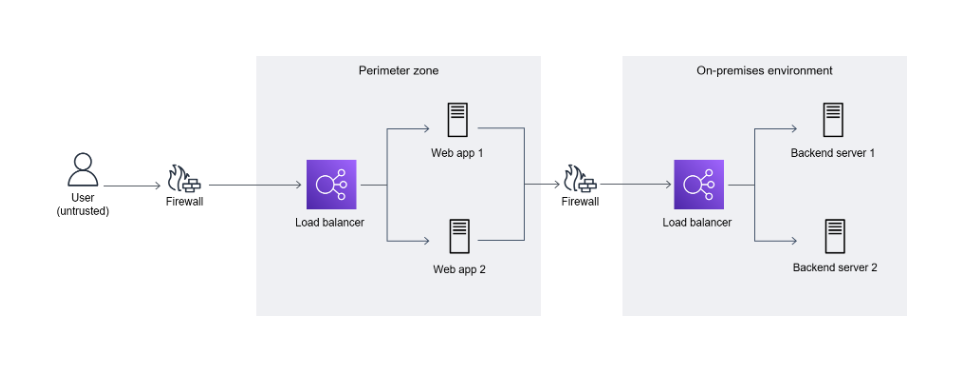 Perimeter zone
On-premises environment
Web app 1
Backend server 1
User
(untrusted)
Firewall
Load balancer
Firewall
Load balancer
Web app 2
Backend server 2